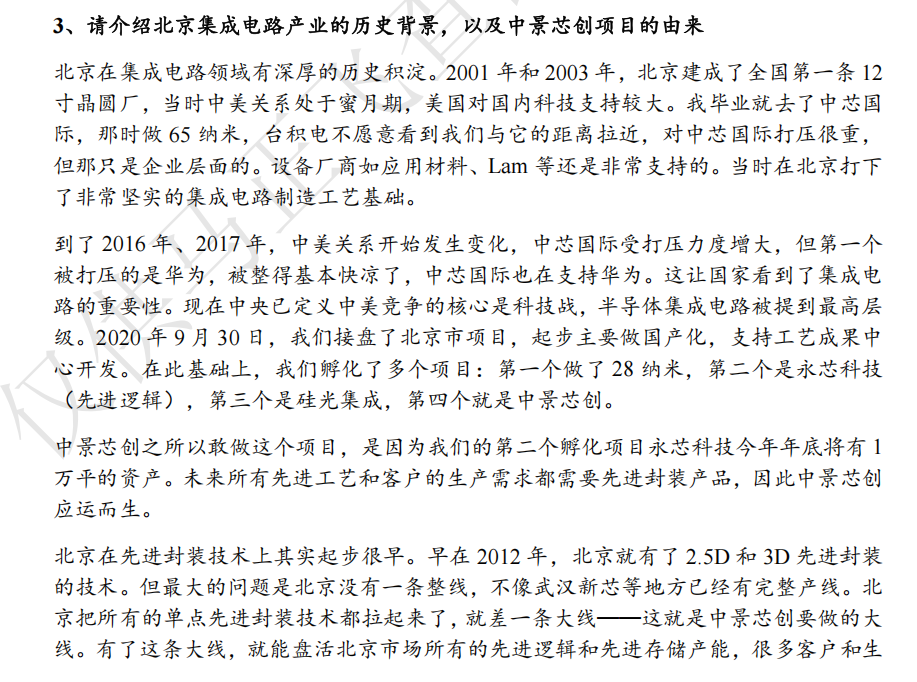 3、请介绍北京集成电路产业的历史背景，以及中景芯创项目的由来
北京在集成电路领域有深厚的历史积淀。2001 年和 2003 年，北京建成了全国第一条 12
寸晶圆厂，当时中美关系处于蜜月期，美国对国内科技支持较大。我毕业就去了中芯国
际，那时做 65 纳米，台积电不愿意看到我们与它的距离拉近，对中芯国际打压很重，
但那只是企业层面的。设备厂商如应用材料、Lam 等还是非常支持的。当时在北京打下
了非常坚实的集成电路制造工艺基础。
到了 2016 年、2017 年，中美关系开始发生变化，中芯国际受打压力度增大，但第一个
被打压的是华为，被整得基本快凉了，中芯国际也在支持华为。这让国家看到了集成电
路的重要性。现在中央已定义中美竞争的核心是科技战，半导体集成电路被提到最高层
级。2020 年 9 月 30 日，我们接盘了北京市项目，起步主要做国产化，支持工艺成果中
心开发。在此基础上，我们孵化了多个项目：第一个做了 28 纳米，第二个是永芯科技
（先进逻辑），第三个是硅光集成，第四个就是中景芯创。
中景芯创之所以敢做这个项目，是因为我们的第二个孵化项目永芯科技今年年底将有 1
万平的资产。未来所有先进工艺和客户的生产需求都需要先进封装产品，因此中景芯创
应运而生。
北京在先进封装技术上其实起步很早。早在 2012 年，北京就有了 2.5D 和 3D 先进封装
的技术。但最大的问题是北京没有一条整线，不像武汉新芯等地方已经有完整产线。北
京把所有的单点先进封装技术都拉起来了，就差一条大线——这就是中景芯创要做的大
线。有了这条大线，就能盘活北京市场所有的先进逻辑和先进存储产能，很多客户和生